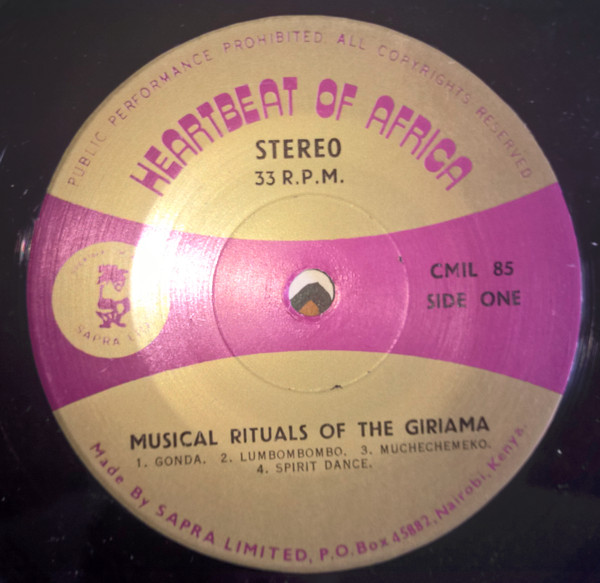 PUBLIC PERFORMANCE PROHIBITED. ALL COPYRIGHTS RESERVED
HEARTBEAT OF AFRICA
STEREO
33 R.P.M.
CMIL 85
SIDE ONE
SAPRA
MUSICAL RITUALS OF THE GIRIAMA
1. GONDA. 2. LUMBOMBOMBO. 3. MUCHECHEMEKO.
4. SPIRIT DANCE.
Made By SAPRA LIMITED, P.O.Box 45882, Nairobi, Kenya.